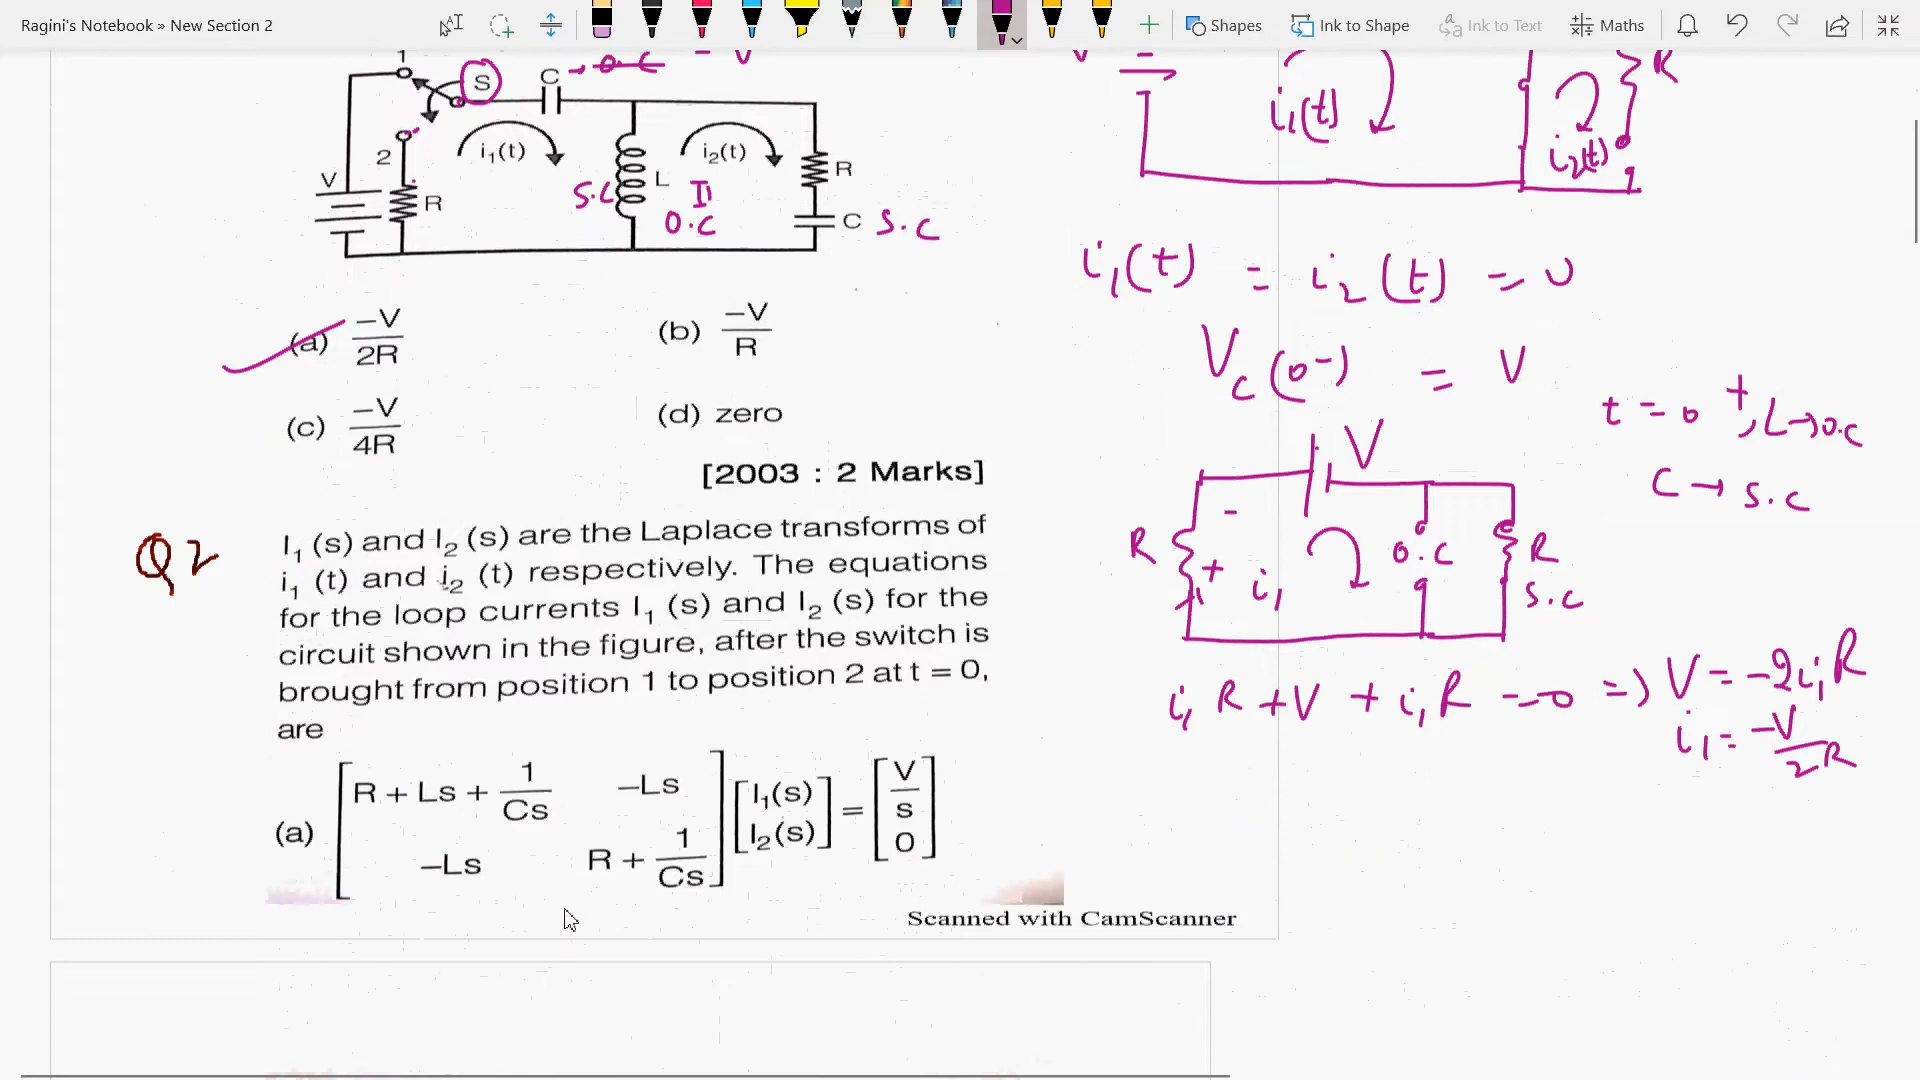 Ragini's Notebook » New Section 2
Shapes
Ink to Shape
Ink to Text
Maths
1
S
C → o.c = V
2
i₁(t)
i₂(t)
V
R
S.C
L
O.C
R
C
S.C
(a) −V/2R
(b) −V/R
(c) −V/4R
(d) zero
[2003 : 2 Marks]
Q2
I₁ (s) and I₂ (s) are the Laplace transforms of
i₁ (t) and i₂ (t) respectively. The equations
for the loop currents I₁ (s) and I₂ (s) for the
circuit shown in the figure, after the switch is
brought from position 1 to position 2 at t = 0,
are
(a) [R + Ls + 1/Cs −Ls] [I₁(s)] = [V/s]
[−Ls R + 1/Cs] [I₂(s)] [0]
Scanned with CamScanner
V
R
i₁(t)
i₂(t)
i₁(t) = i₂(t) = 0
Vc(0⁻) = V
t = 0⁺, L→o.c
C → s.c
V
R
-
+
i₁
O.C
R
S.C
i₁R + V + i₁R = 0 => V = -2i₁R
i₁ = -V/2R